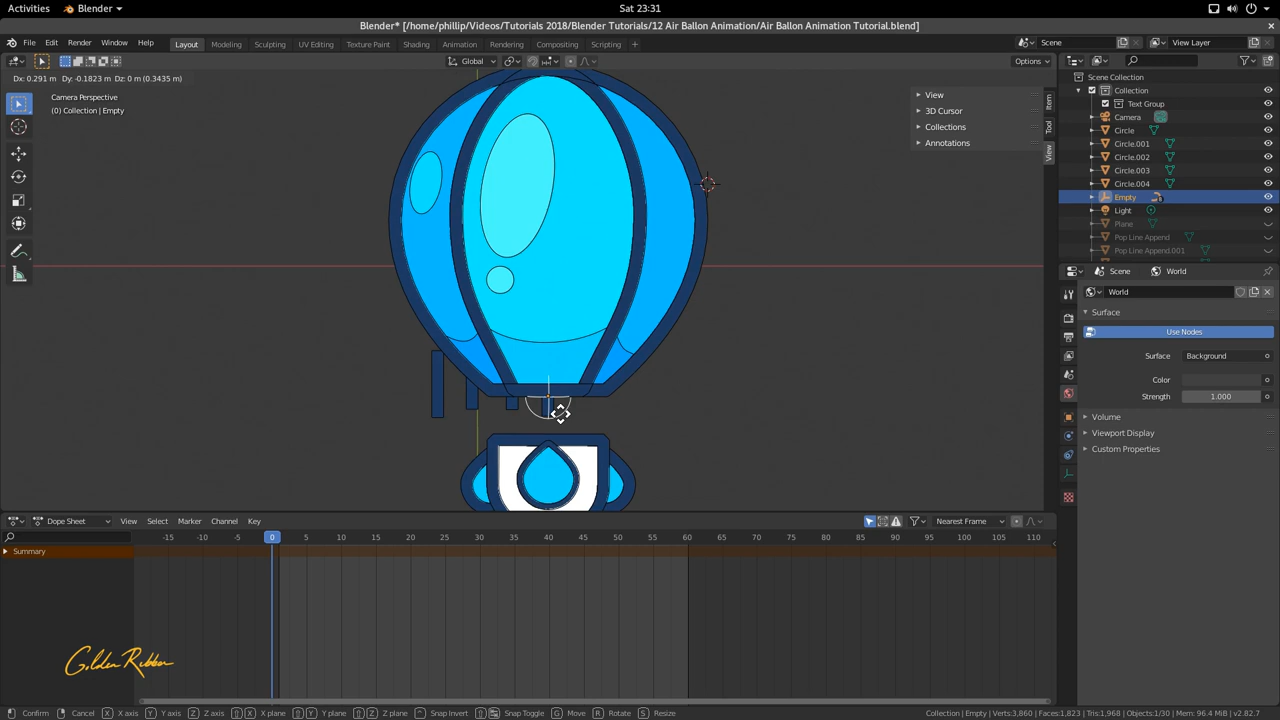 Activities
Blender
Sat 23:31
Blender* [/home/phillip/Videos/Tutorials 2018/Blender Tutorials/12 Air Ballon Animation/Air Ballon Animation Tutorial.blend]
File Edit Render Window Help
Layout Modeling Sculpting UV Editing Texture Paint Shading Animation Rendering Compositing Scripting +
Scene
View Layer
Global
Options
Dx: 0.291 m Dy: -0.1823 m Dz: 0 m (0.3435 m)
Camera Perspective
(0) Collection | Empty
View
3D Cursor
Collections
Annotations
Item
Tool
View
Scene Collection
Collection
Text Group
Camera
Circle
Circle.001
Circle.002
Circle.003
Circle.004
Empty
Light
Plane
Pop Line Append
Pop Line Append.001
Scene World
World
Surface
Use Nodes
Surface Background
Color
Strength 1.000
Volume
Viewport Display
Custom Properties
Dope Sheet View Select Marker Channel Key
Nearest Frame
-15 -10 -5 0 5 10 15 20 25 30 35 40 45 50 55 60 65 70 75 80 85 90 95 100 105 110
Summary
Golden Ribbon
Confirm Cancel X X axis Y Y axis Z Z axis X X plane Y Y plane Z Z plane Snap Invert Snap Toggle G Move R Rotate S Resize
Collection | Empty | Verts:3,860 | Faces:1,823 | Tris:1,968 | Objects:1/30 | Mem: 96.4 MiB | v2.82.7